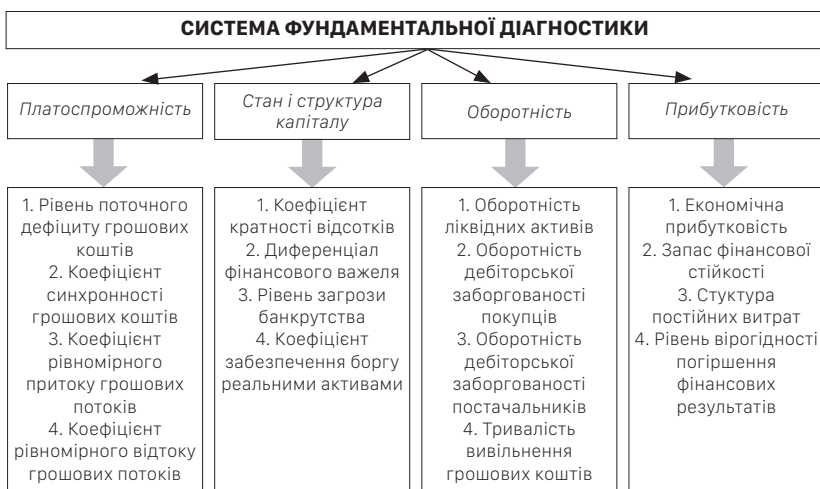 СИСТЕМА ФУНДАМЕНТАЛЬНОЇ ДІАГНОСТИКИ
Платоспроможність
Стан і структура
капіталу
Оборотність
Прибутковість
1. Рівень поточного
дефіциту грошових
коштів
2. Коефіцієнт
синхронності
грошових коштів
3. Коефіцієнт
рівномірного
притоку грошових
потоків
4. Коефіцієнт
рівномірного відтоку
грошових потоків
1. Коефіцієнт
кратності відсотків
2. Диференціал
фінансового важеля
3. Рівень загрози
банкрутства
4. Коефіцієнт
забезпечення боргу
реальними активами
1. Оборотність
ліквідних активів
2. Оборотність
дебіторської
заборгованості
покупців
3. Оборотність
дебіторської
заборгованості
постачальників
4. Тривалість
вивільнення
грошових коштів
1. Економічна
прибутковість
2. Запас фінансової
стійкості
3. Стуктура
постійних витрат
4. Рівень вірогідності
погіршення
фінансових
результатів